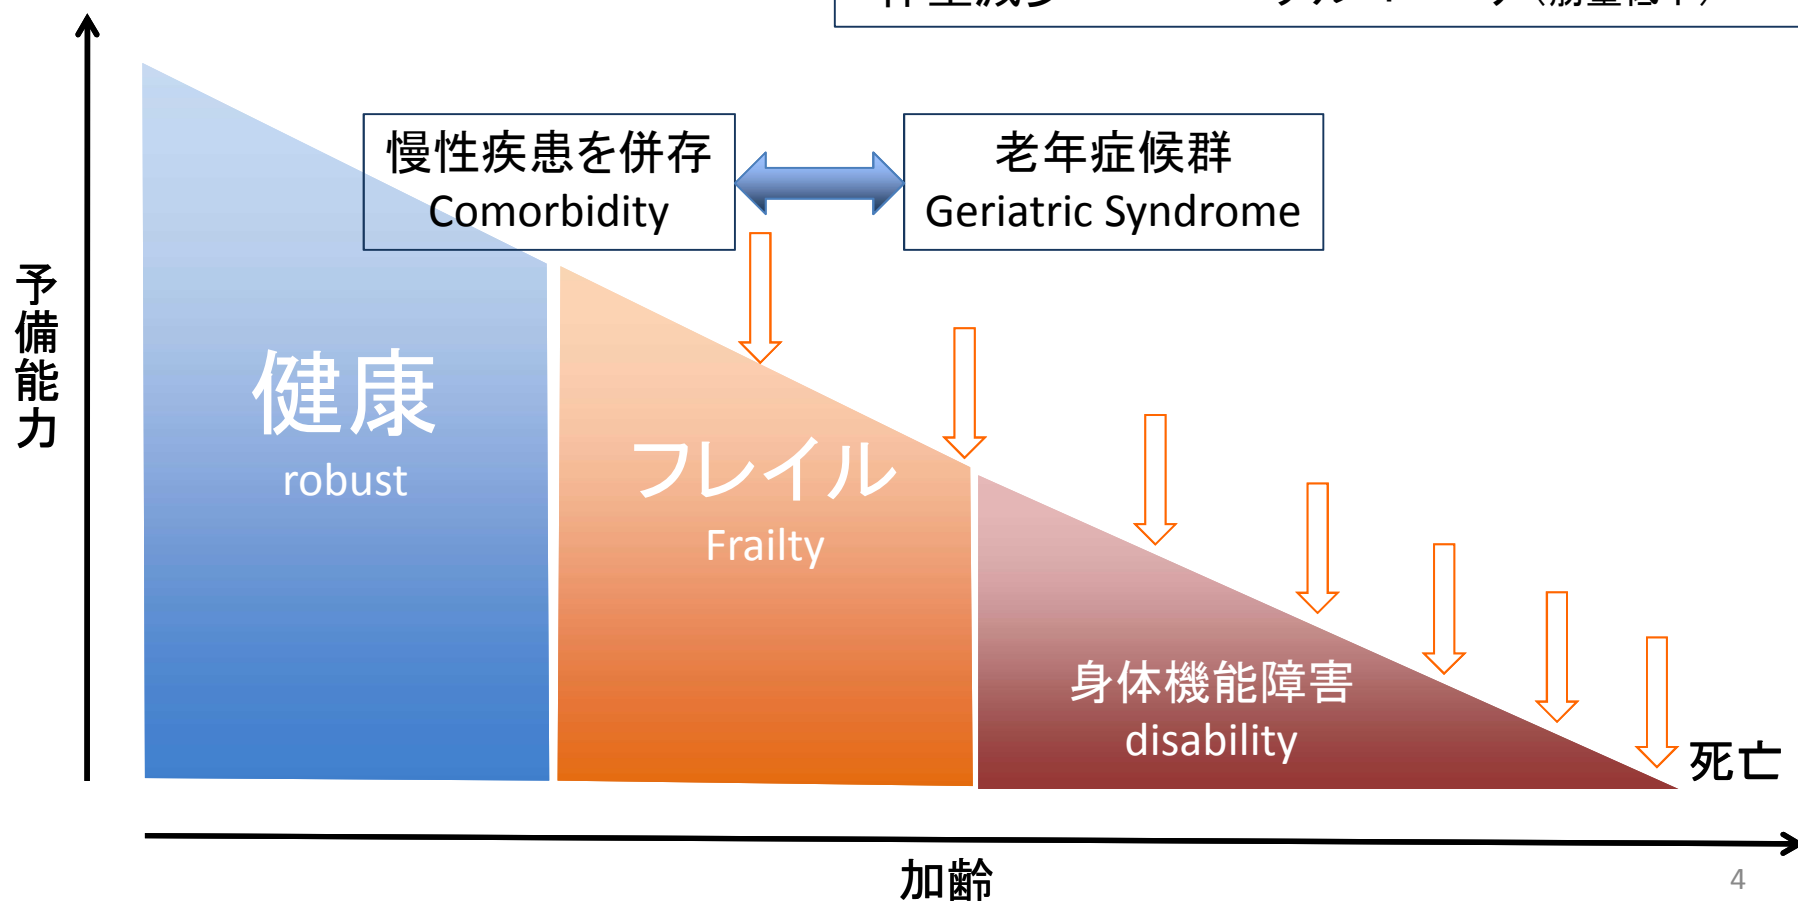 慢性疾患を併存
Comorbidity
老年症候群
Geriatric Syndrome
予備能力
健康
robust
フレイル
Frailty
身体機能障害
disability
死亡
加齢
4